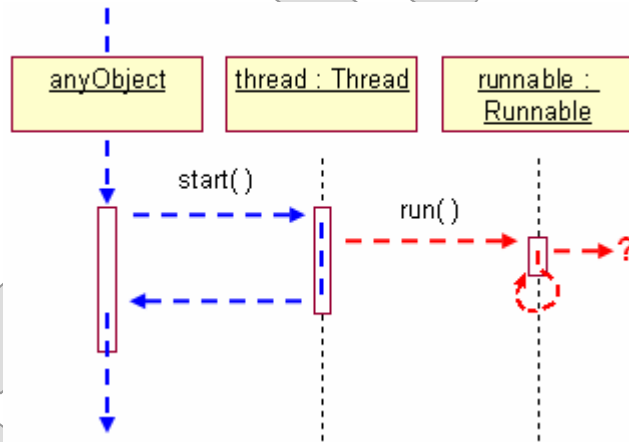 anyObject
thread : Thread
runnable :
Runnable
start( )
run( )
?